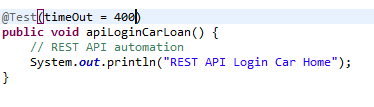 @Test(timeOut = 400)
public void apiLoginCarLoan() {
// REST API automation
System.out.println("REST API Login Car Home");
}